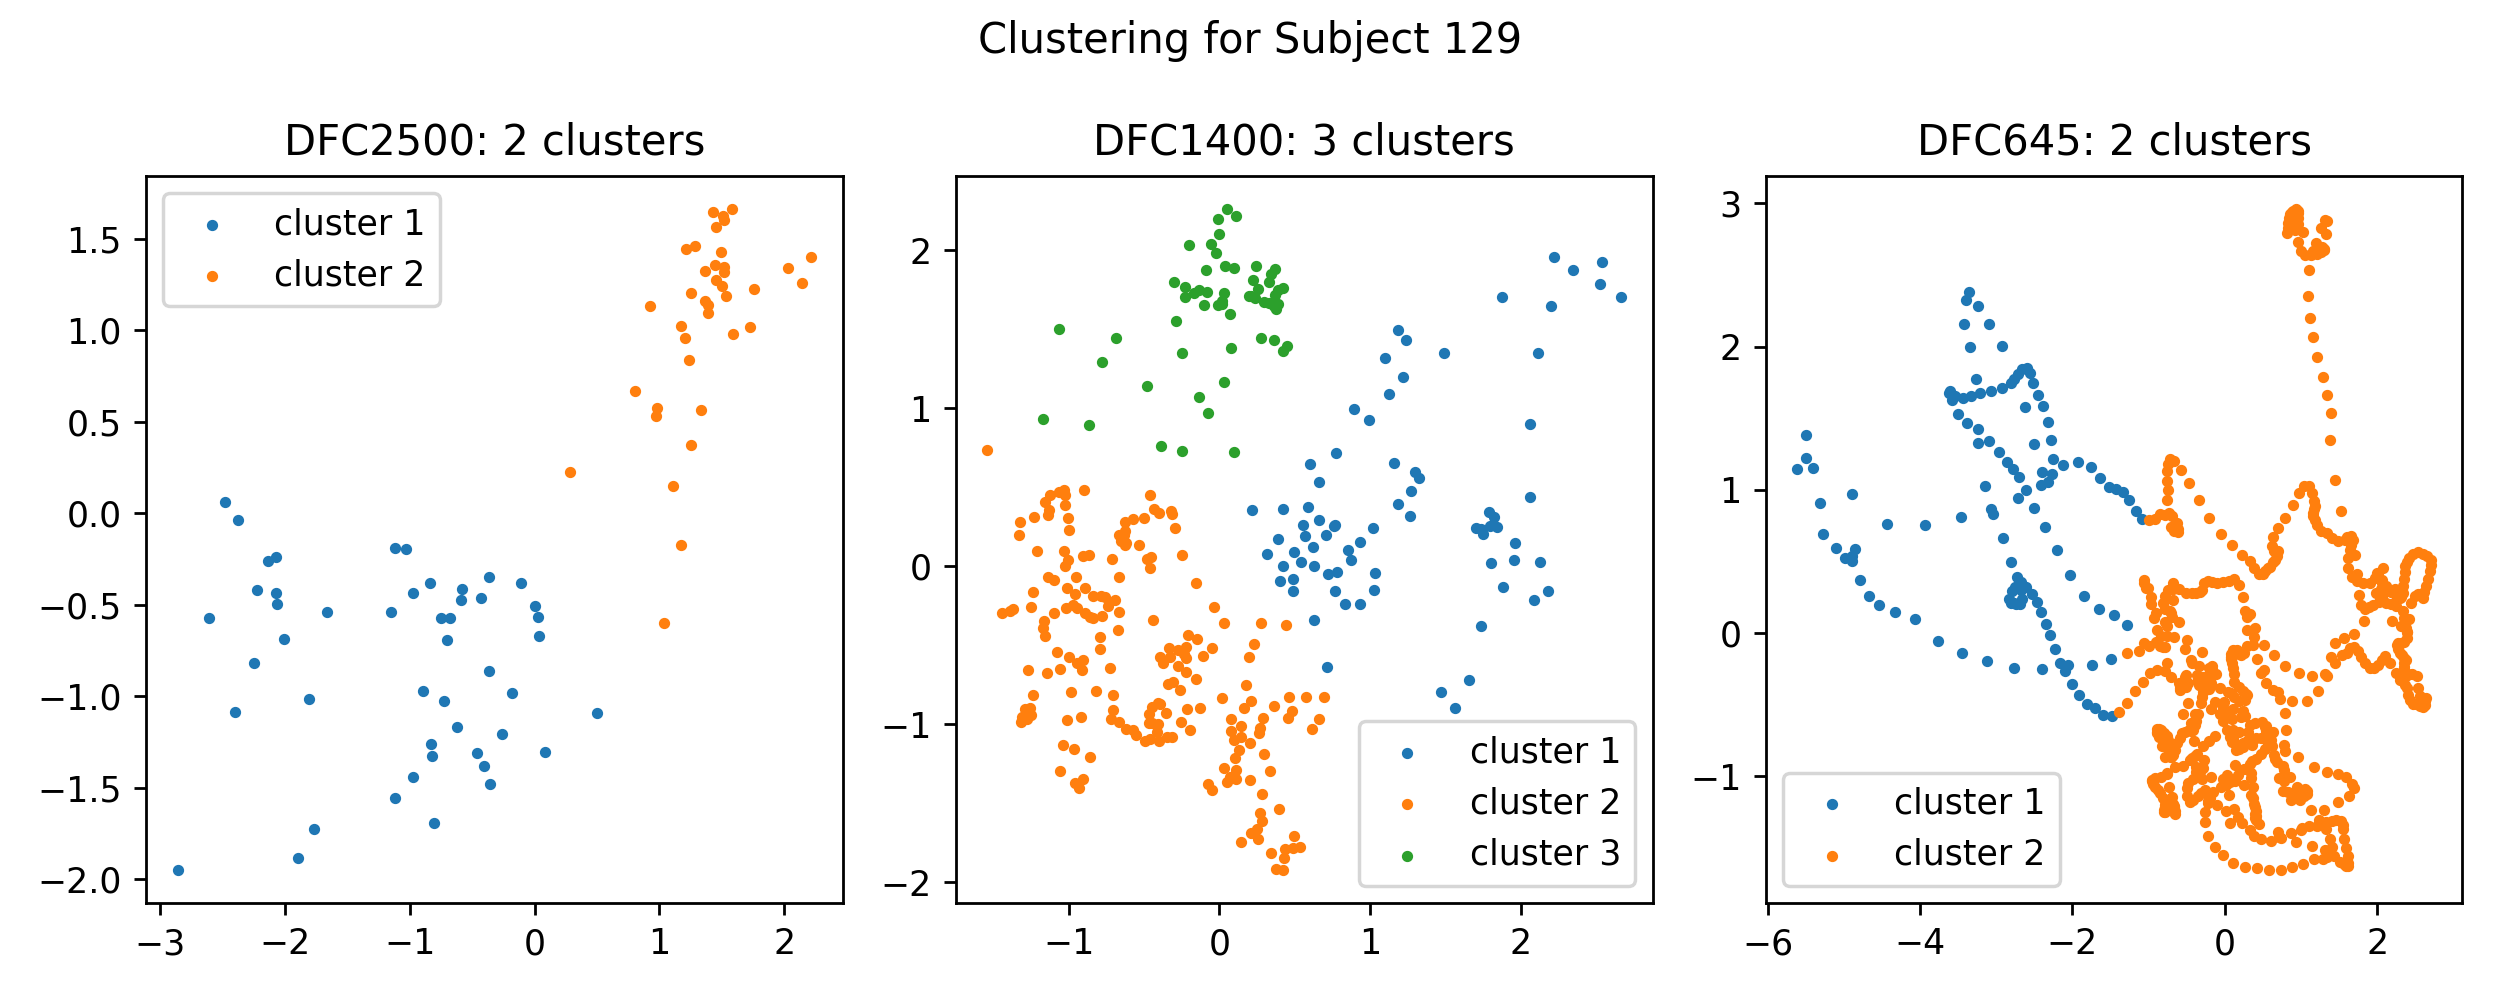 Clustering for Subject 129
DFC2500: 2 clusters
cluster 1
cluster 2
1.5
1.0
0.5
0.0
−0.5
−1.0
−1.5
−2.0
−3 −2 −1 0 1 2
DFC1400: 3 clusters
2
1
0
−1
−2
cluster 1
cluster 2
cluster 3
−1 0 1 2
DFC645: 2 clusters
3
2
1
0
−1
cluster 1
cluster 2
−6 −4 −2 0 2